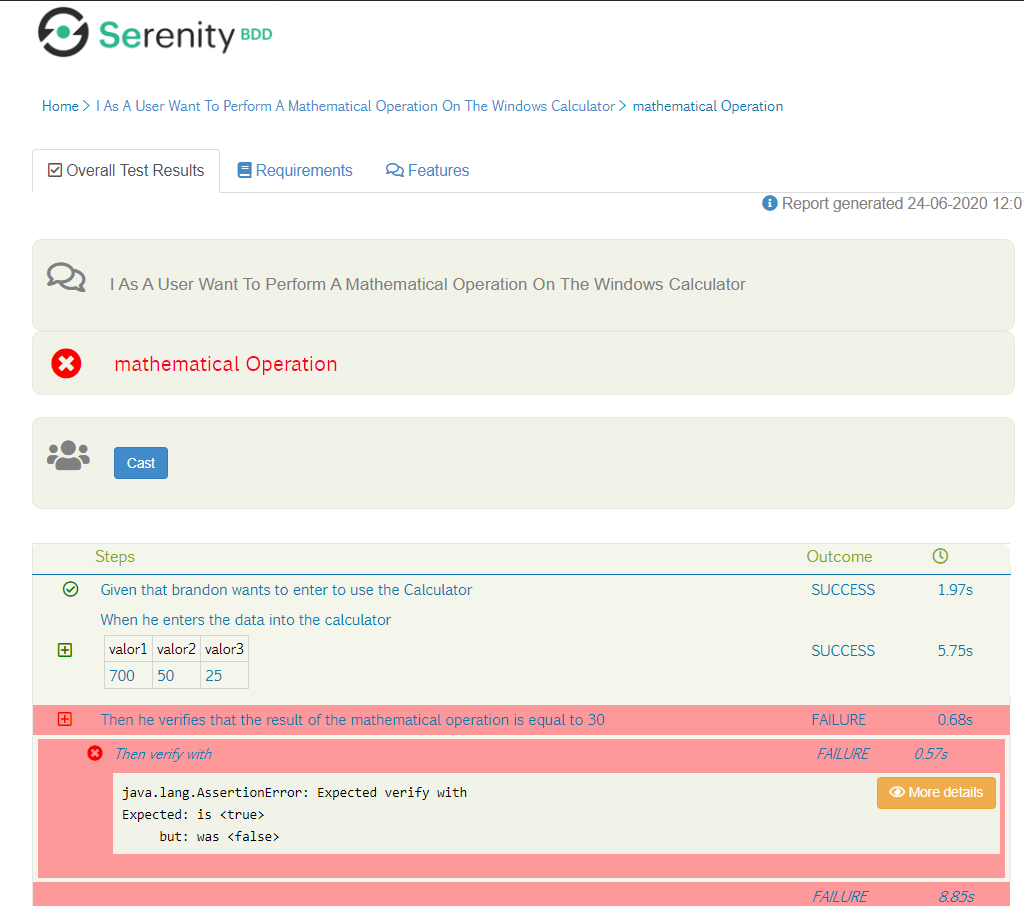 Serenity BDD
Home > I As A User Want To Perform A Mathematical Operation On The Windows Calculator > mathematical Operation
Overall Test Results Requirements Features
Report generated 24-06-2020 12:0
I As A User Want To Perform A Mathematical Operation On The Windows Calculator
mathematical Operation
Cast
Steps Outcome
Given that brandon wants to enter to use the Calculator SUCCESS 1.97s
When he enters the data into the calculator
valor1 valor2 valor3
SUCCESS 5.75s
700 50 25
Then he verifies that the result of the mathematical operation is equal to 30 FAILURE 0.68s
Then verify with FAILURE 0.57s
java.lang.AssertionError: Expected verify with More details
Expected: is <true>
but: was <false>
FAILURE 8.85s